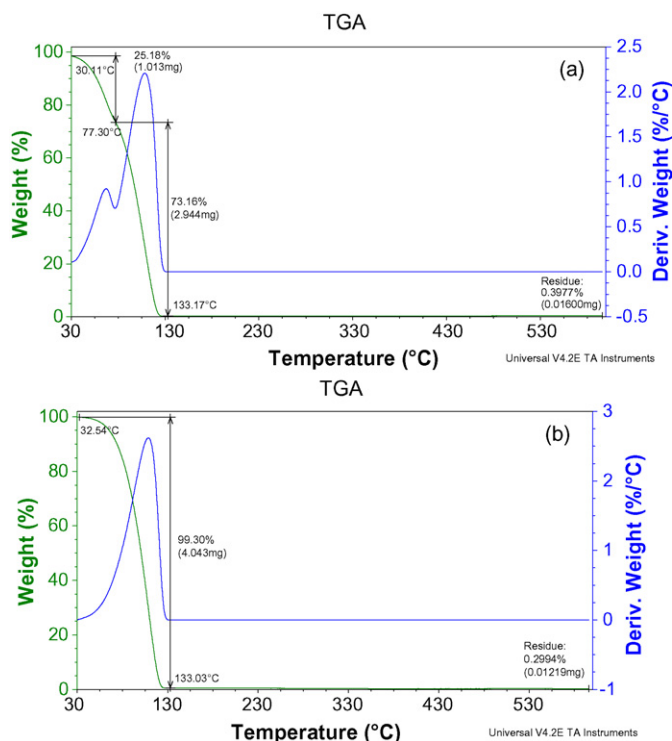 TGA
(a)
100
80
60
40
20
0
Weight (%)
30.11°C
25.18%
(1.013mg)
77.30°C
73.16%
(2.944mg)
133.17°C
Residue:
0.3977%
(0.01600mg)
2.5
2.0
1.5
1.0
0.5
0.0
-0.5
Deriv. Weight (%/°C)
30 130 230 330 430 530
Temperature (°C)
Universal V4.2E TA Instruments
TGA
(b)
100
80
60
40
20
0
Weight (%)
32.54°C
99.30%
(4.043mg)
133.03°C
Residue:
0.2994%
(0.01219mg)
3
2
1
0
-1
Deriv. Weight (%/°C)
30 130 230 330 430 530
Temperature (°C)
Universal V4.2E TA Instruments